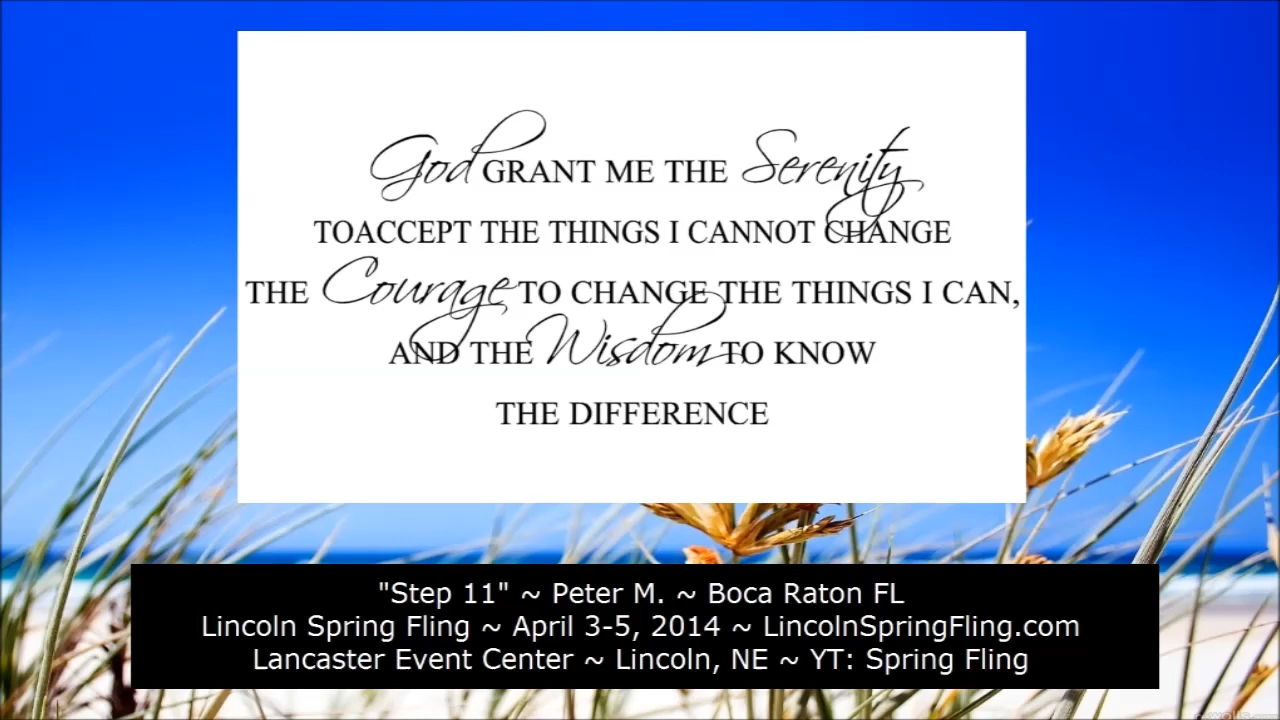 God GRANT ME THE Serenity
TOACCEPT THE THINGS I CANNOT CHANGE
THE Courage TO CHANGE THE THINGS I CAN,
AND THE Wisdom TO KNOW
THE DIFFERENCE
"Step 11" ~ Peter M. ~ Boca Raton FL
Lincoln Spring Fling ~ April 3-5, 2014 ~ LincolnSpringFling.com
Lancaster Event Center ~ Lincoln, NE ~ YT: Spring Fling